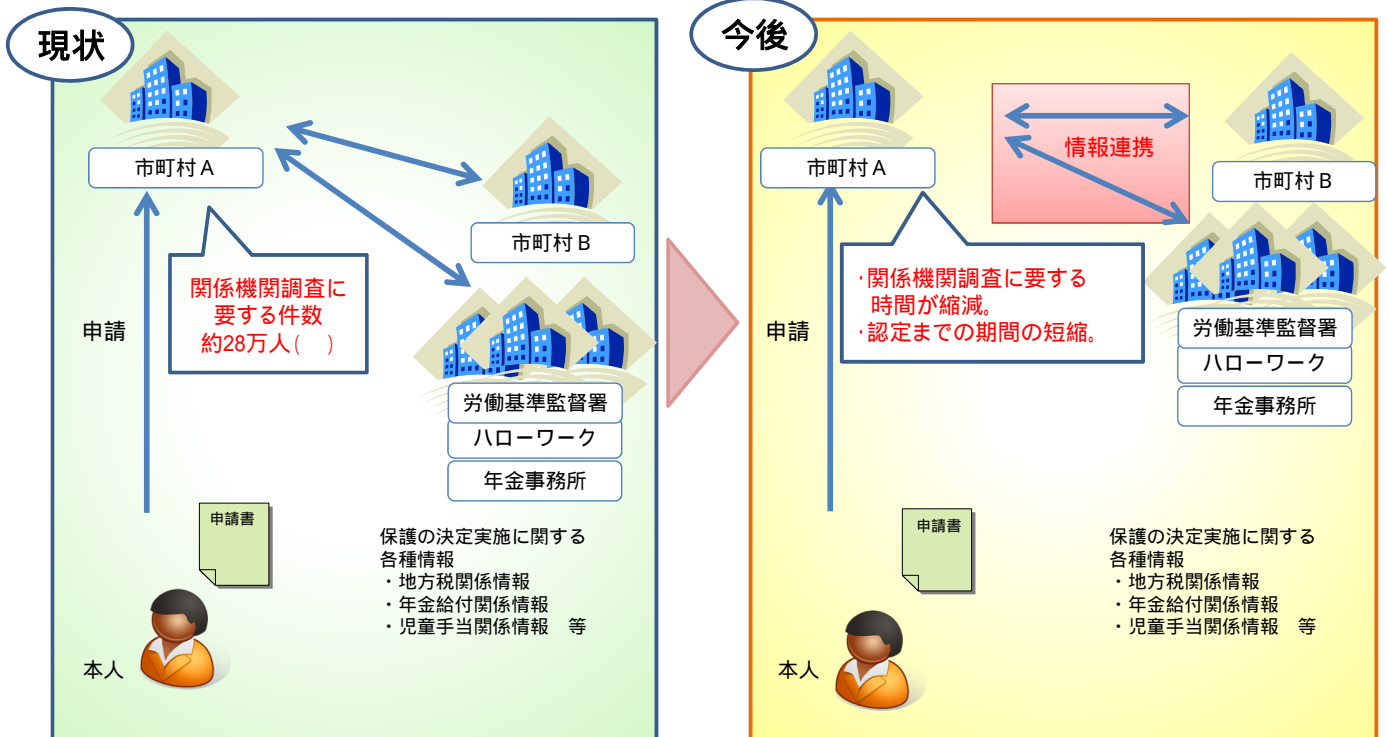 現状
市町村A
市町村B
関係機関調査に
要する件数
約28万人(　)
申請
労働基準監督署
ハローワーク
年金事務所
申請書
保護の決定実施に関する
各種情報
・地方税関係情報
・年金給付関係情報
・児童手当関係情報　等
本人
今後
市町村A
情報連携
市町村B
・関係機関調査に要する
時間が縮減。
・認定までの期間の短縮。
申請
労働基準監督署
ハローワーク
年金事務所
申請書
保護の決定実施に関する
各種情報
・地方税関係情報
・年金給付関係情報
・児童手当関係情報　等
本人